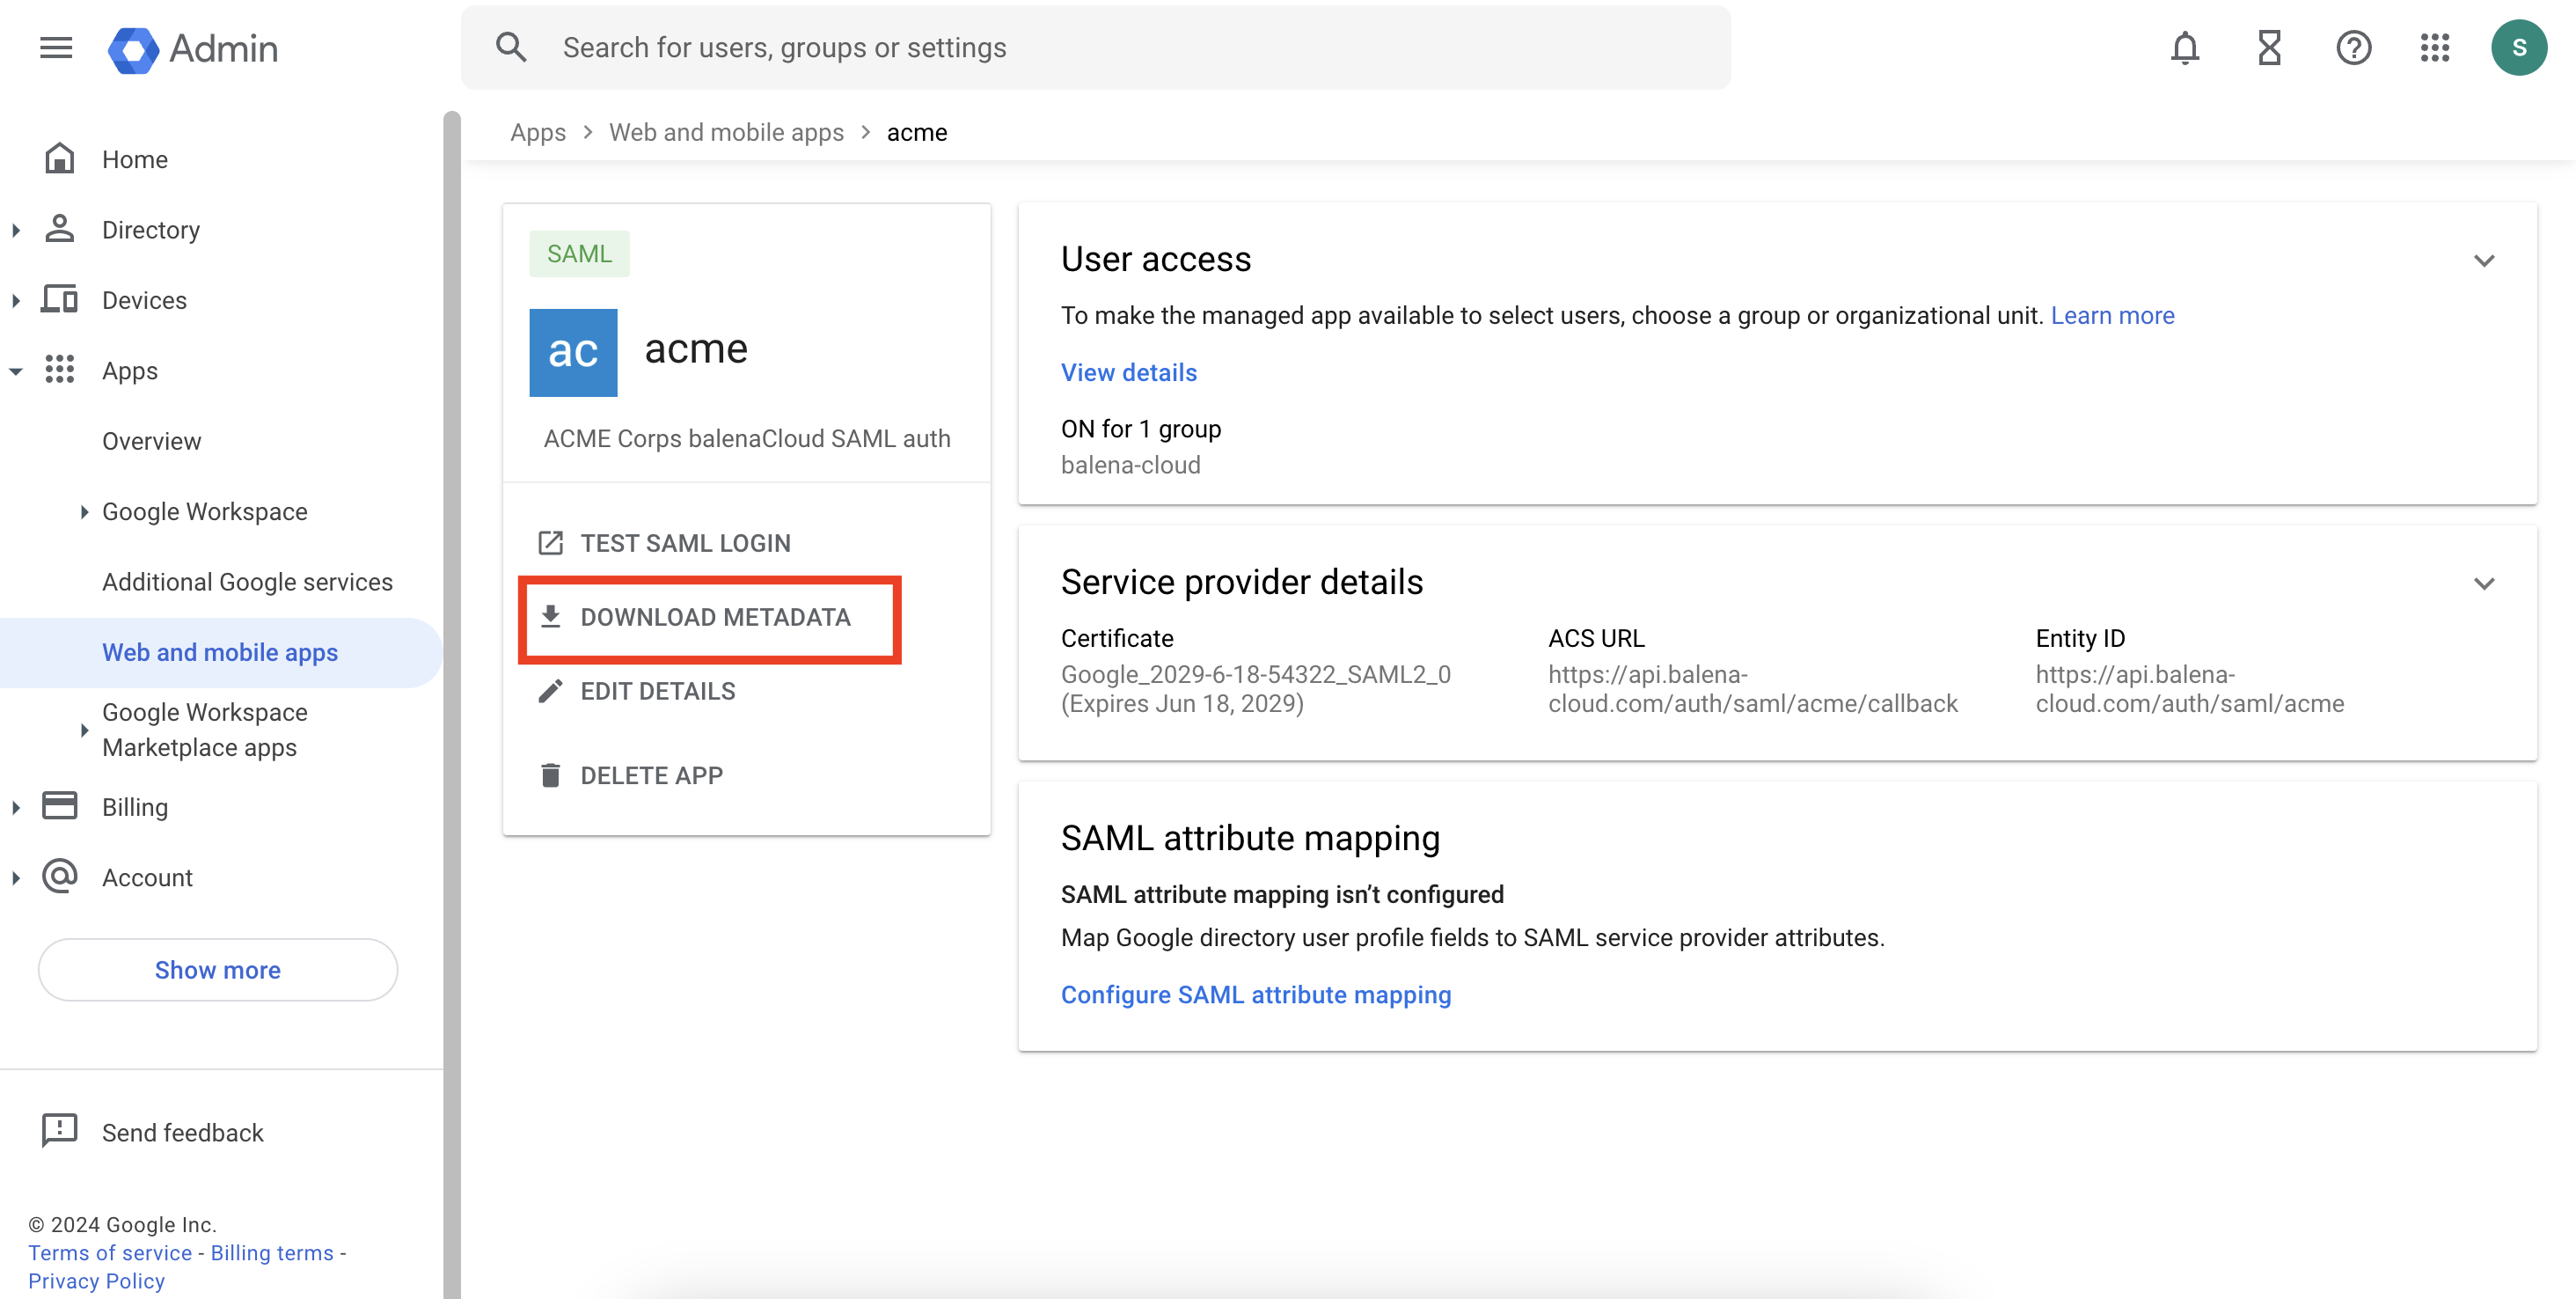 Admin
Search for users, groups or settings
S
Home
Directory
Devices
Apps
Overview
Google Workspace
Additional Google services
Web and mobile apps
Google Workspace
Marketplace apps
Billing
Account
Show more
Send feedback
© 2024 Google Inc.
Terms of service - Billing terms -
Privacy Policy
Apps > Web and mobile apps > acme
SAML
ac
acme
ACME Corps balenaCloud SAML auth
TEST SAML LOGIN
DOWNLOAD METADATA
EDIT DETAILS
DELETE APP
User access
To make the managed app available to select users, choose a group or organizational unit. Learn more
View details
ON for 1 group
balena-cloud
Service provider details
Certificate
Google_2029-6-18-54322_SAML2_0
(Expires Jun 18, 2029)
ACS URL
https://api.balena-
cloud.com/auth/saml/acme/callback
Entity ID
https://api.balena-
cloud.com/auth/saml/acme
SAML attribute mapping
SAML attribute mapping isn’t configured
Map Google directory user profile fields to SAML service provider attributes.
Configure SAML attribute mapping